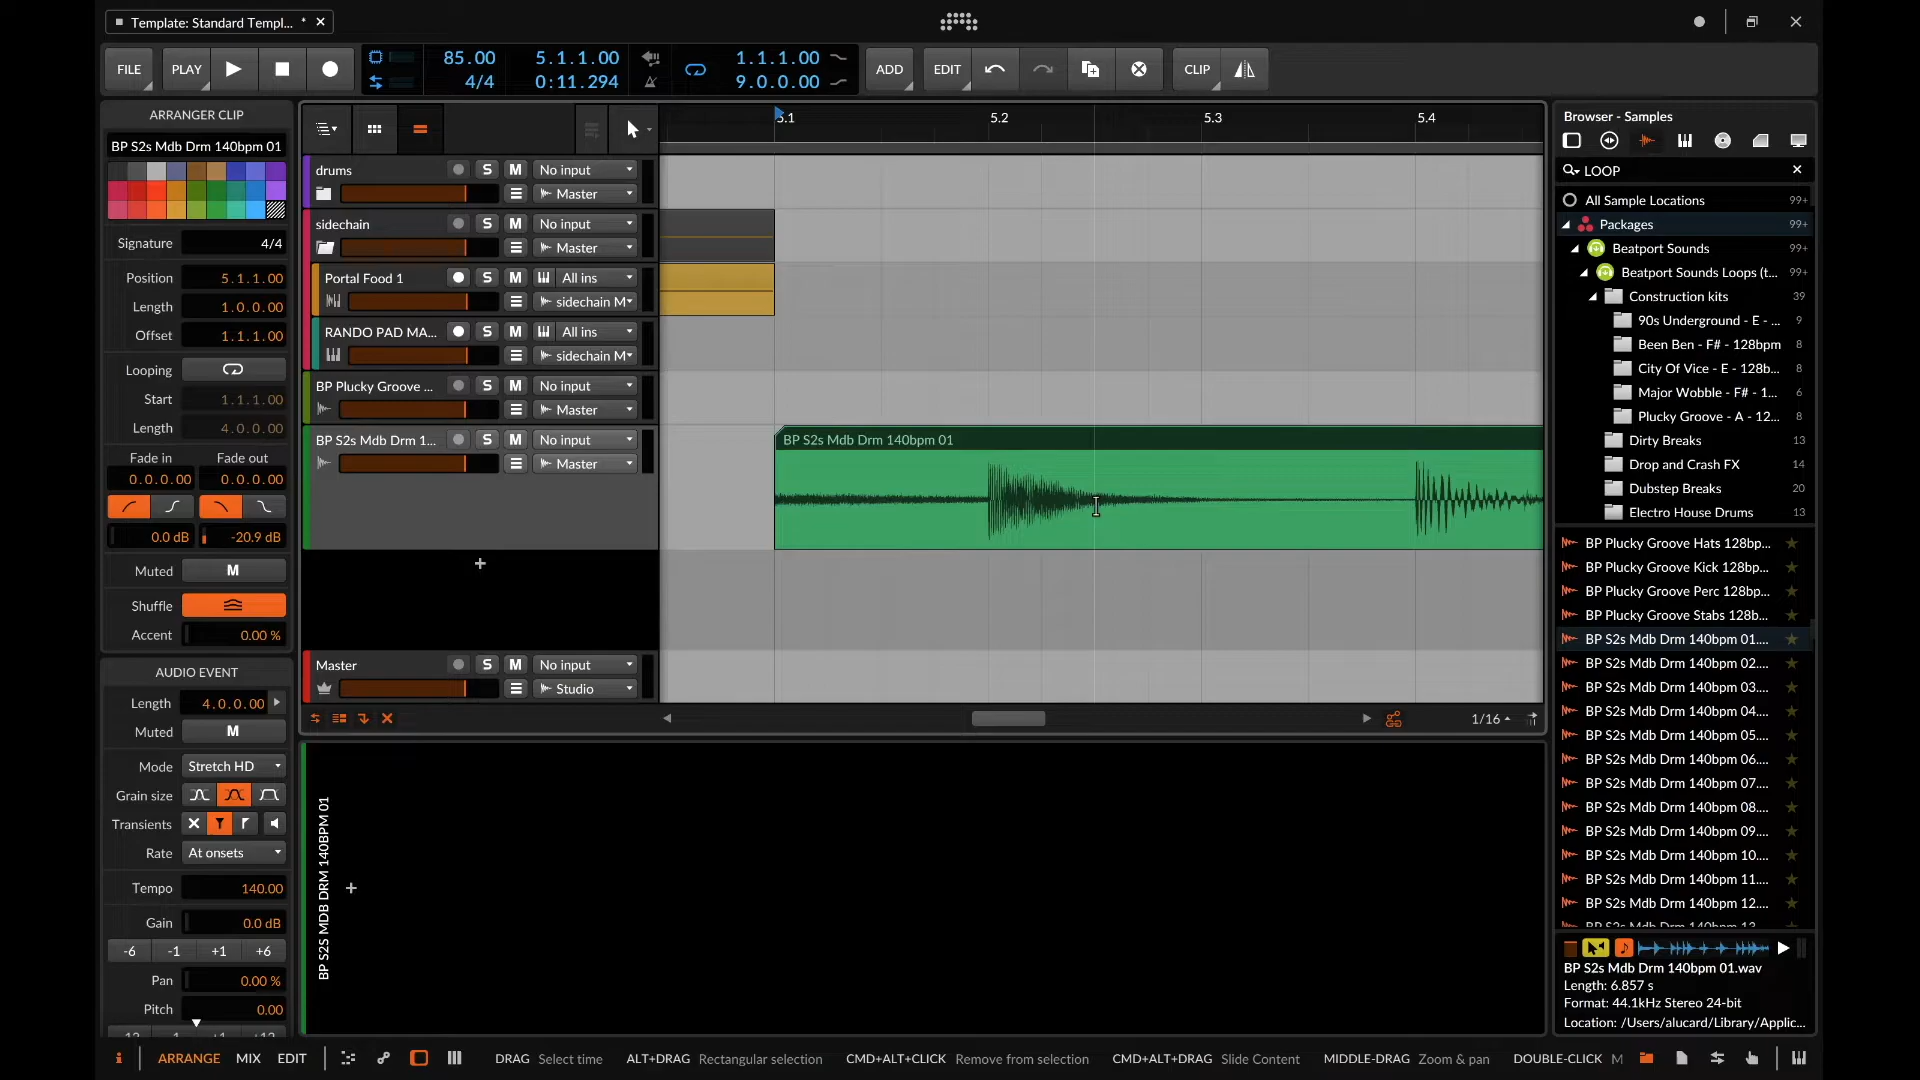 Template: Standard Templ... *
FILE
PLAY
85.00
4/4
5.1.1.00
0:11.294
1.1.1.00
9.0.0.00
ADD
EDIT
CLIP
ARRANGER CLIP
BP S2s Mdb Drm 140bpm 01
Signature 4/4
Position 5.1.1.00
Length 1.0.0.00
Offset 1.1.1.00
Looping
Start 1.1.1.00
Length 4.0.0.00
Fade in Fade out
0.0.0.00 0.0.0.00
0.0 dB -20.9 dB
Muted M
Shuffle
Accent 0.00 %
AUDIO EVENT
Length 4.0.0.00
Muted M
Mode Stretch HD
Grain size
Transients
Rate At onsets
Tempo 140.00
Gain 0.0 dB
-6 -1 +1 +6
Pan 0.00 %
Pitch 0.00
5.1 5.2 5.3 5.4
drums S M No input
Master
sidechain S M No input
Master
Portal Food 1 S M All ins
sidechain M
RANDO PAD MA... S M All ins
sidechain M
BP Plucky Groove ... S M No input
Master
BP S2s Mdb Drm 1... S M No input
Master
BP S2s Mdb Drm 140bpm 01
+
Master S M No input
Studio
1/16
BP S2S MDB DRM 140BPM 01
+
Browser - Samples
LOOP
All Sample Locations 99+
Packages 99+
Beatport Sounds 99+
Beatport Sounds Loops (t... 99+
Construction kits 39
90s Underground - E - ... 9
Been Ben - F# - 128bpm 8
City Of Vice - E - 128b... 8
Major Wobble - F# - 1... 6
Plucky Groove - A - 12... 8
Dirty Breaks 13
Drop and Crash FX 14
Dubstep Breaks 20
Electro House Drums 13
BP Plucky Groove Hats 128bp...
BP Plucky Groove Kick 128bp...
BP Plucky Groove Perc 128bp...
BP Plucky Groove Stabs 128b...
BP S2s Mdb Drm 140bpm 01....
BP S2s Mdb Drm 140bpm 02....
BP S2s Mdb Drm 140bpm 03....
BP S2s Mdb Drm 140bpm 04....
BP S2s Mdb Drm 140bpm 05....
BP S2s Mdb Drm 140bpm 06....
BP S2s Mdb Drm 140bpm 07....
BP S2s Mdb Drm 140bpm 08....
BP S2s Mdb Drm 140bpm 09....
BP S2s Mdb Drm 140bpm 10....
BP S2s Mdb Drm 140bpm 11....
BP S2s Mdb Drm 140bpm 12....
BP S2s Mdb Drm 140bpm 01.wav
Length: 6.857 s
Format: 44.1kHz Stereo 24-bit
Location: /Users/alucard/Library/Applic...
i ARRANGE MIX EDIT
DRAG Select time ALT+DRAG Rectangular selection CMD+ALT+CLICK Remove from selection CMD+ALT+DRAG Slide Content MIDDLE-DRAG Zoom & pan DOUBLE-CLICK M